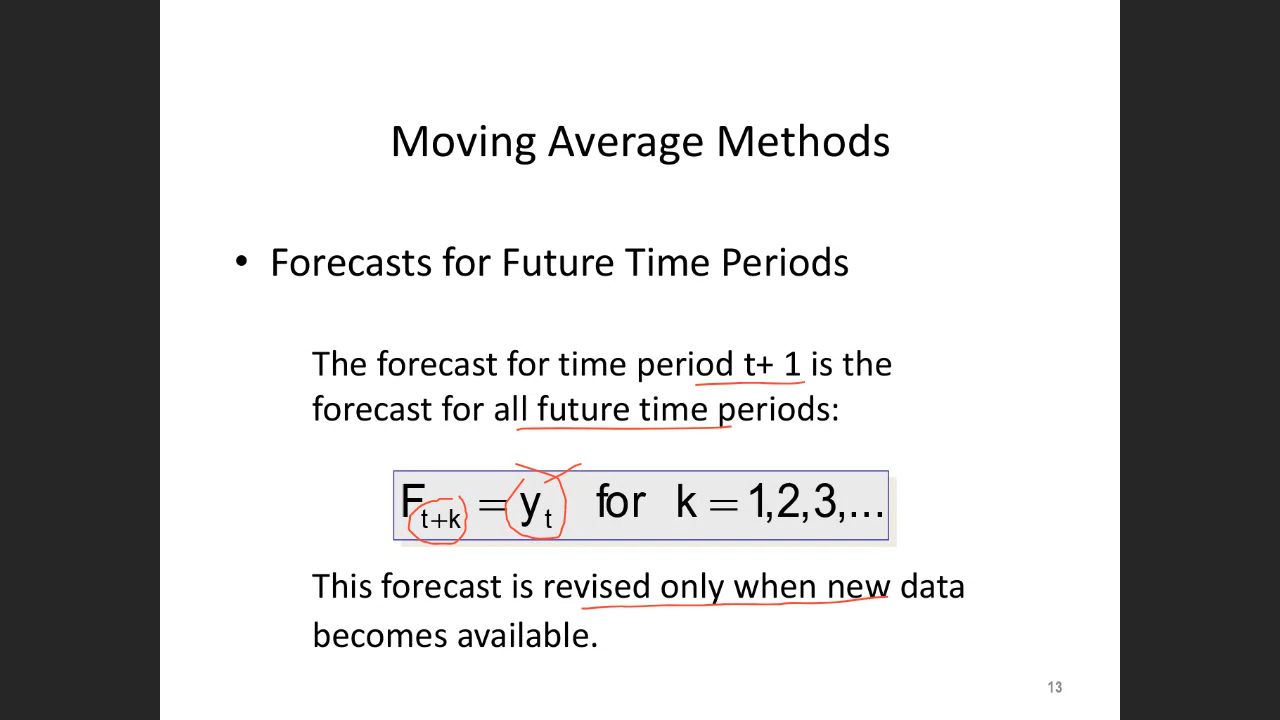 Moving Average Methods
• Forecasts for Future Time Periods
The forecast for time period t+ 1 is the
forecast for all future time periods:
Fₜ₊ₖ = yₜ for k = 1,2,3,...
This forecast is revised only when new data
becomes available.
13